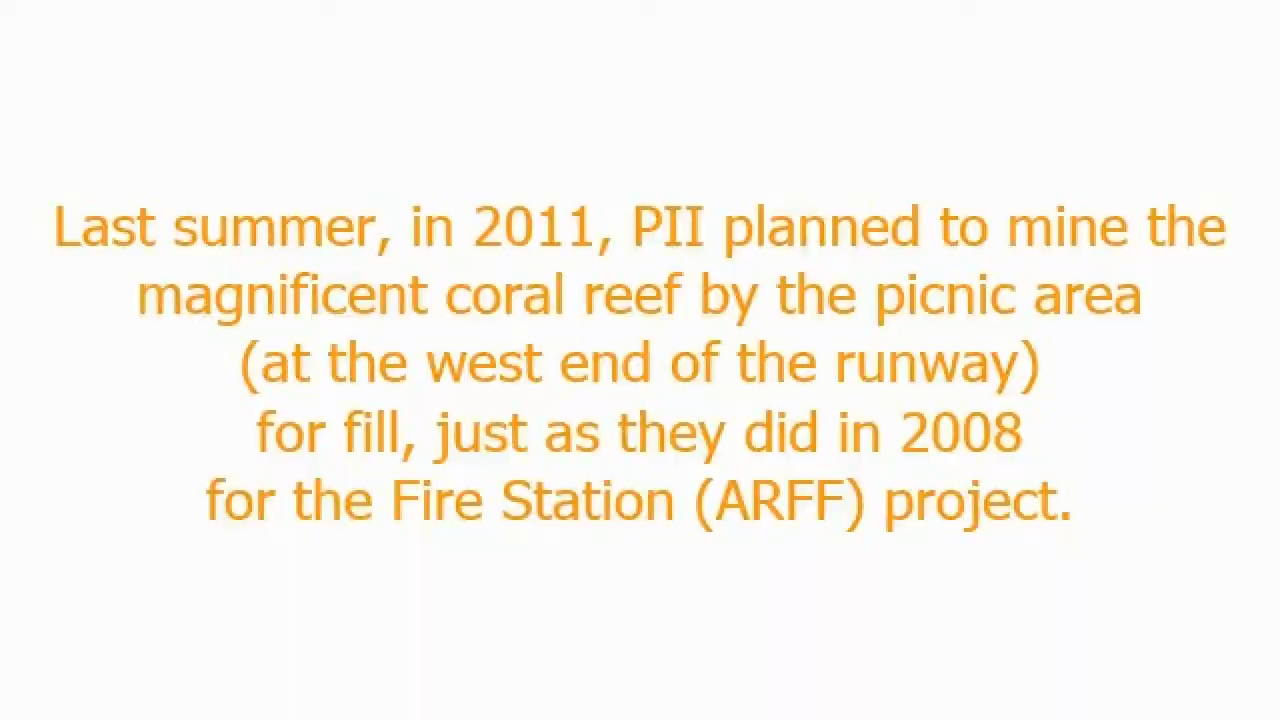 Last summer, in 2011, PII planned to mine the
magnificent coral reef by the picnic area
(at the west end of the runway)
for fill, just as they did in 2008
for the Fire Station (ARFF) project.